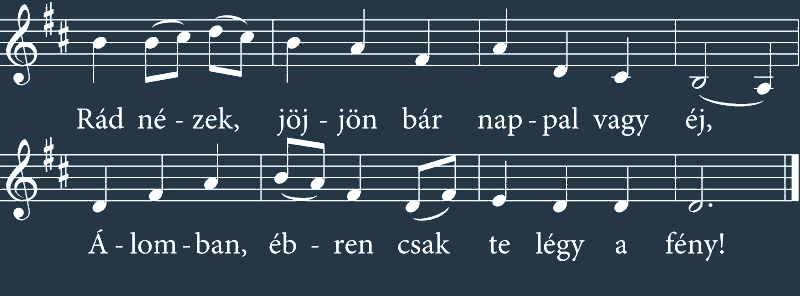 Rád né - zek, jöj - jön bár nap - pal vagy éj,
Á - lom - ban, éb - ren csak te légy a fény!